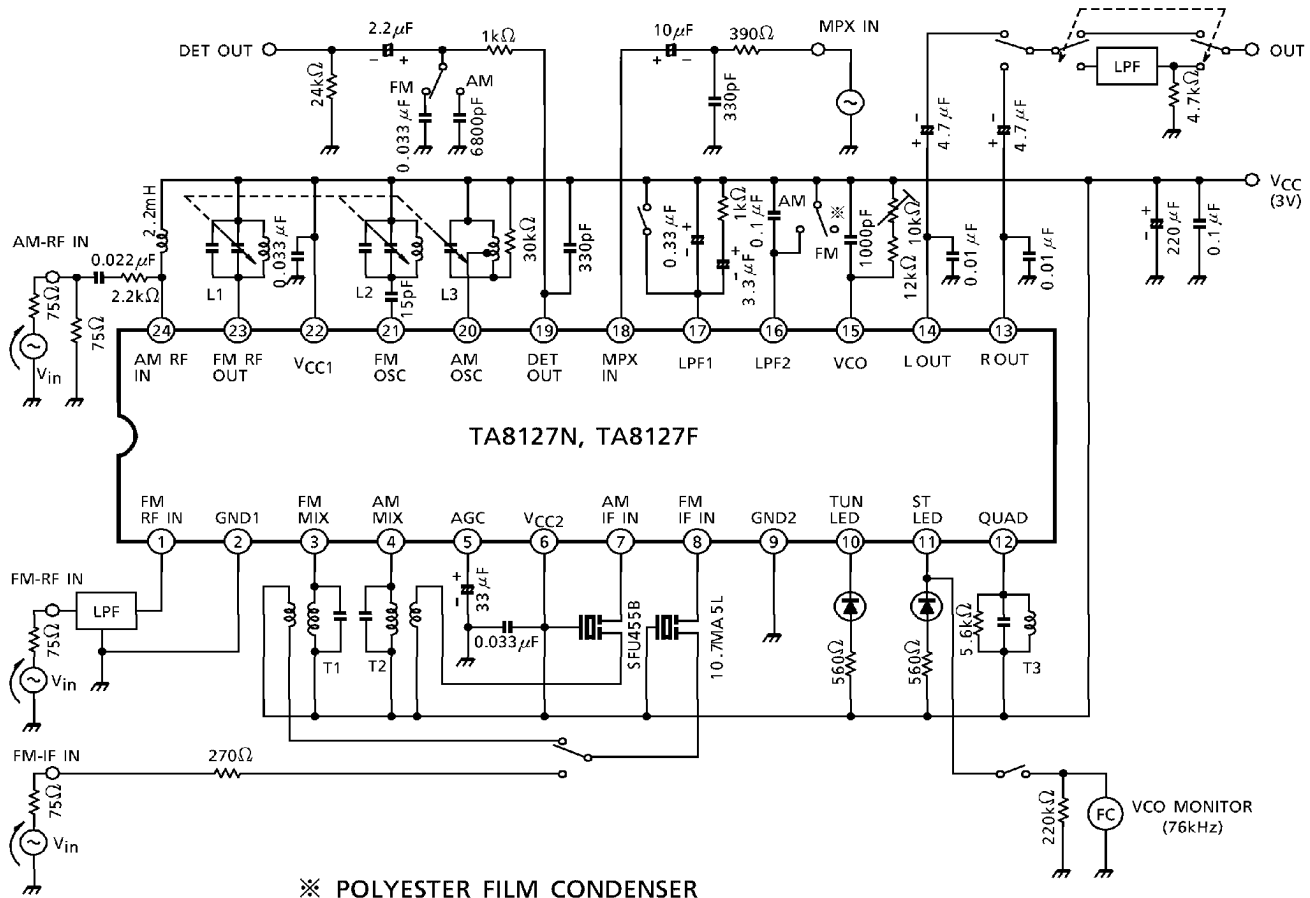 DET OUT
2.2μF
- +
1kΩ
10μF
+ -
390Ω
MPX IN
OUT
24kΩ
FM
AM
0.033μF
6800pF
330pF
LPF
4.7kΩ
- +
4.7μF
- +
4.7μF
VCC
(3V)
2.2mH
AM-RF IN
0.022μF
2.2kΩ
75Ω
75Ω
Vin
L1
0.033μF
L2
15pF
L3
30kΩ
330pF
0.33μF
+ -
1kΩ
3.3μF
+ -
0.1μF
AM
※
FM
1000pF
10kΩ
12kΩ
0.01μF
0.01μF
220μF
+ -
0.1μF
24 23 22 21 20 19 18 17 16 15 14 13
AM RF IN
FM RF OUT
VCC1
FM OSC
AM OSC
DET OUT
MPX IN
LPF1
LPF2
VCO
L OUT
R OUT
TA8127N, TA8127F
FM RF IN
GND1
FM MIX
AM MIX
AGC
VCC2
AM IF IN
FM IF IN
GND2
TUN LED
ST LED
QUAD
1 2 3 4 5 6 7 8 9 10 11 12
FM-RF IN
LPF
75Ω
Vin
T1
T2
+ -
33μF
0.033μF
SFU455B
10.7MA5L
560Ω
560Ω
5.6kΩ
T3
FM-IF IN
270Ω
75Ω
Vin
220kΩ
FC
VCO MONITOR
(76kHz)
※ POLYESTER FILM CONDENSER